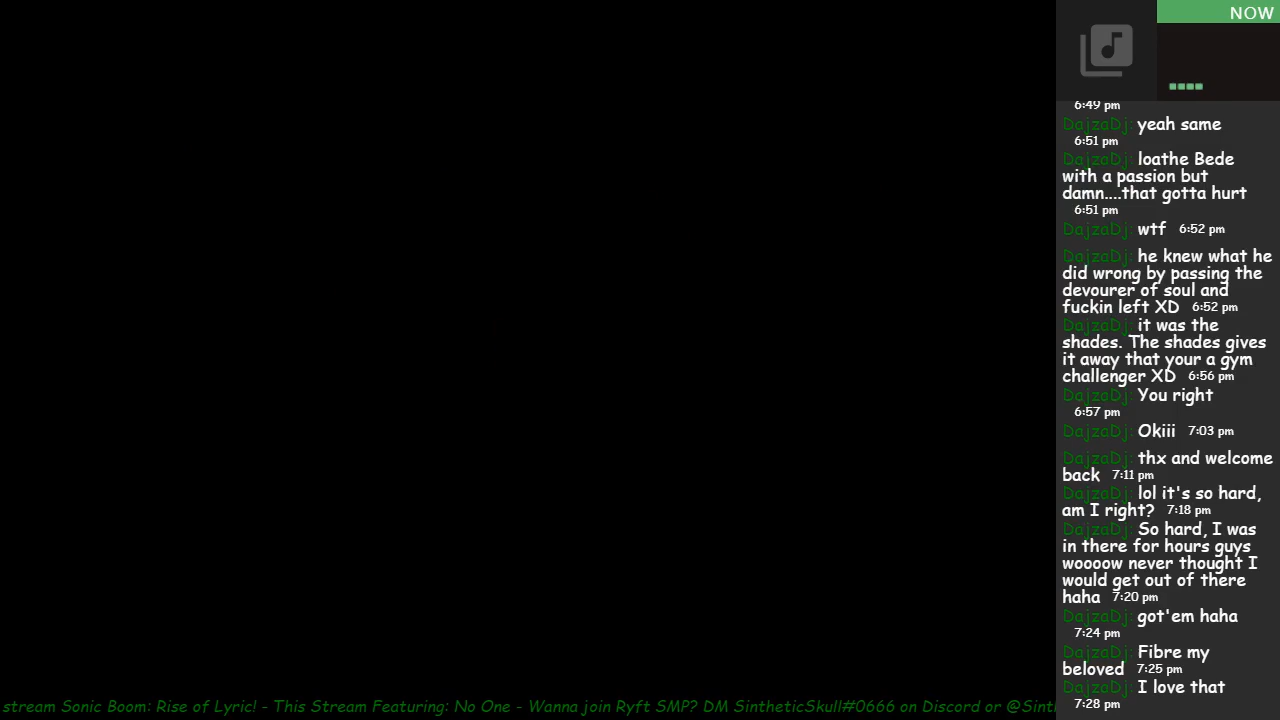 NOW
6:49 pm
DajzaDj: yeah same
6:51 pm
DajzaDj: loathe Bede
with a passion but
damn....that gotta hurt
6:51 pm
DajzaDj: wtf 6:52 pm
DajzaDj: he knew what he
did wrong by passing the
devourer of soul and
fuckin left XD 6:52 pm
DajzaDj: it was the
shades. The shades gives
it away that your a gym
challenger XD 6:56 pm
DajzaDj: You right
6:57 pm
DajzaDj: Okiii 7:03 pm
DajzaDj: thx and welcome
back 7:11 pm
DajzaDj: lol it's so hard,
am I right? 7:18 pm
DajzaDj: So hard, I was
in there for hours guys
woooow never thought I
would get out of there
haha 7:20 pm
DajzaDj: got'em haha
7:24 pm
DajzaDj: Fibre my
beloved 7:25 pm
DajzaDj: I love that
7:28 pm
stream Sonic Boom: Rise of Lyric! - This Stream Featuring: No One - Wanna join Ryft SMP? DM SintheticSkull#0666 on Discord or @Sint